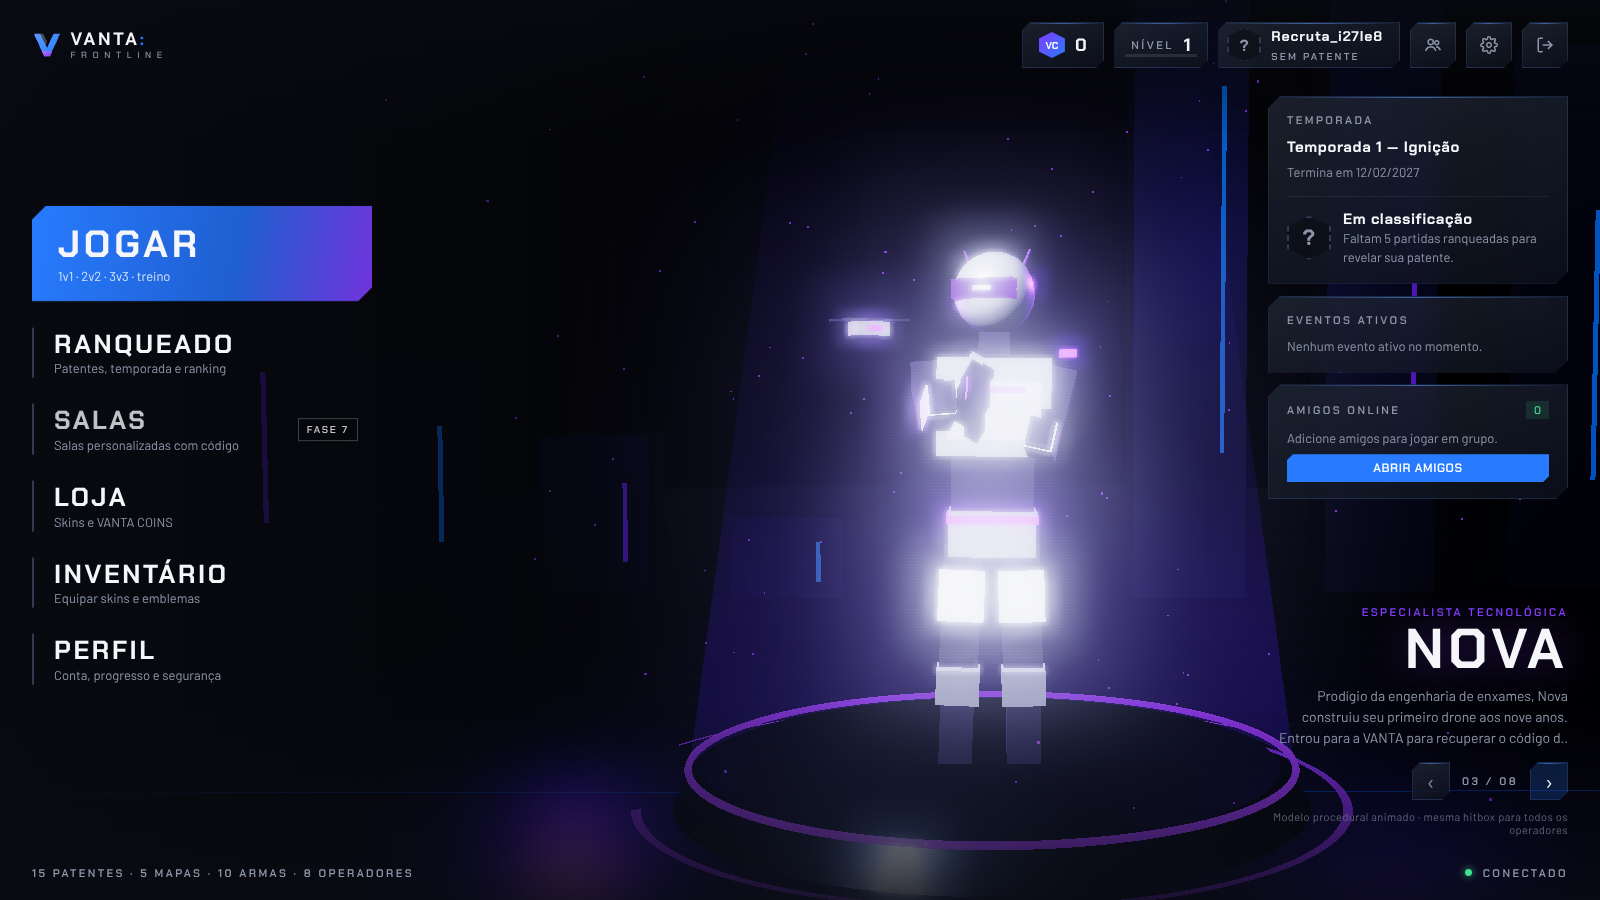 VANTA:
FRONTLINE
VC 0
NÍVEL 1
?
Recruta_i27le8
SEM PATENTE
TEMPORADA
Temporada 1 — Ignição
Termina em 12/02/2027
?
Em classificação
Faltam 5 partidas ranqueadas para
revelar sua patente.
JOGAR
1v1 · 2v2 · 3v3 · treino
RANQUEADO
Patentes, temporada e ranking
SALAS
Salas personalizadas com código
FASE 7
LOJA
Skins e VANTA COINS
INVENTÁRIO
Equipar skins e emblemas
PERFIL
Conta, progresso e segurança
EVENTOS ATIVOS
Nenhum evento ativo no momento.
AMIGOS ONLINE 0
Adicione amigos para jogar em grupo.
ABRIR AMIGOS
ESPECIALISTA TECNOLÓGICA
NOVA
Prodígio da engenharia de enxames, Nova
construiu seu primeiro drone aos nove anos.
Entrou para a VANTA para recuperar o código d..
‹ 03 / 08 ›
Modelo procedural animado · mesma hitbox para todos os
operadores
15 PATENTES · 5 MAPAS · 10 ARMAS · 8 OPERADORES
CONECTADO